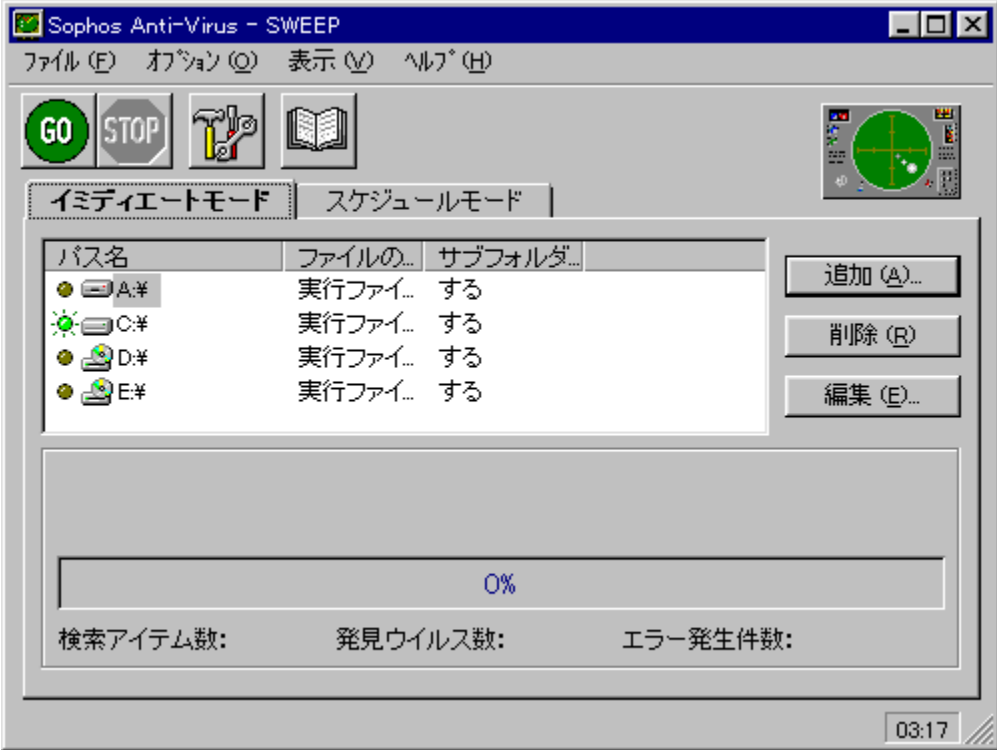 Sophos Anti-Virus - SWEEP
ファイル (F) オプション (O) 表示 (V) ヘルプ (H)
GO STOP
イミディエートモード スケジュールモード
パス名 ファイルの... サブフォルダ...
A:¥ 実行ファイ... する
C:¥ 実行ファイ... する
D:¥ 実行ファイ... する
E:¥ 実行ファイ... する
追加 (A)...
削除 (R)
編集 (E)...
0%
検索アイテム数: 発見ウイルス数: エラー発生件数:
03:17